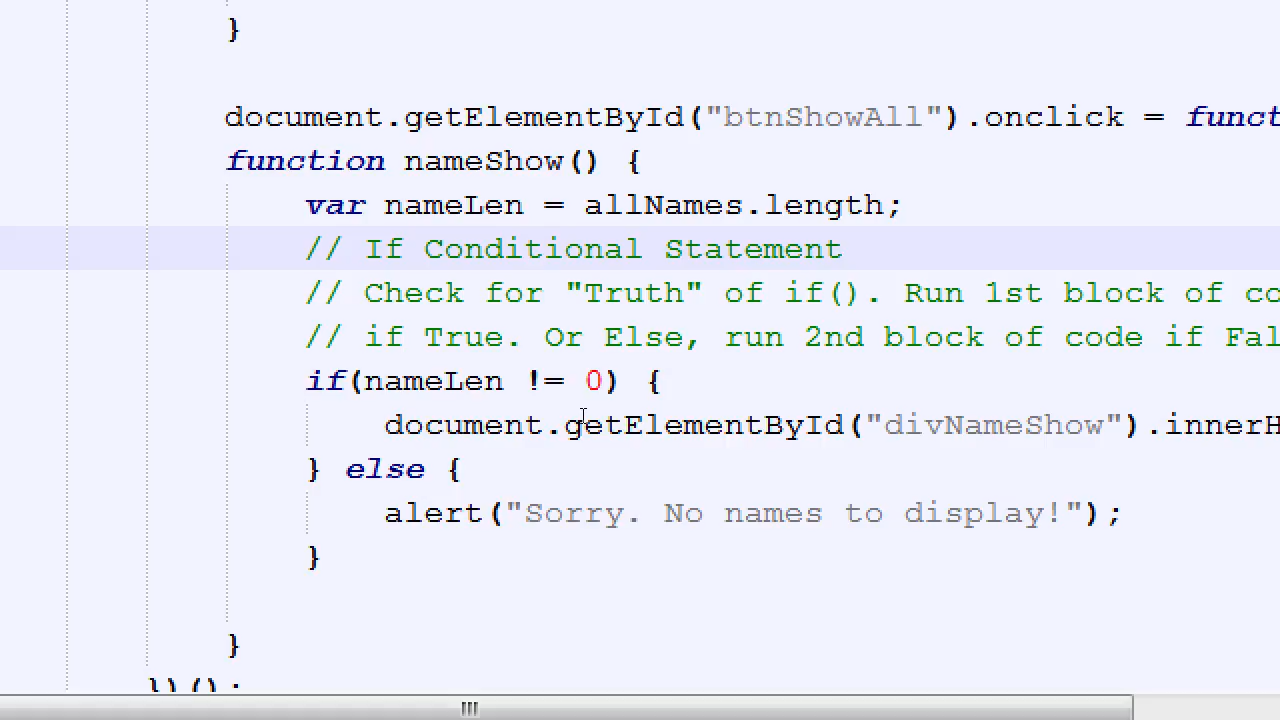 }
document.getElementById("btnShowAll").onclick = funct
function nameShow() {
var nameLen = allNames.length;
// If Conditional Statement
// Check for "Truth" of if(). Run 1st block of co
// if True. Or Else, run 2nd block of code if Fal
if(nameLen != 0) {
document.getElementById("divNameShow").innerH
} else {
alert("Sorry. No names to display!");
}
}
})();